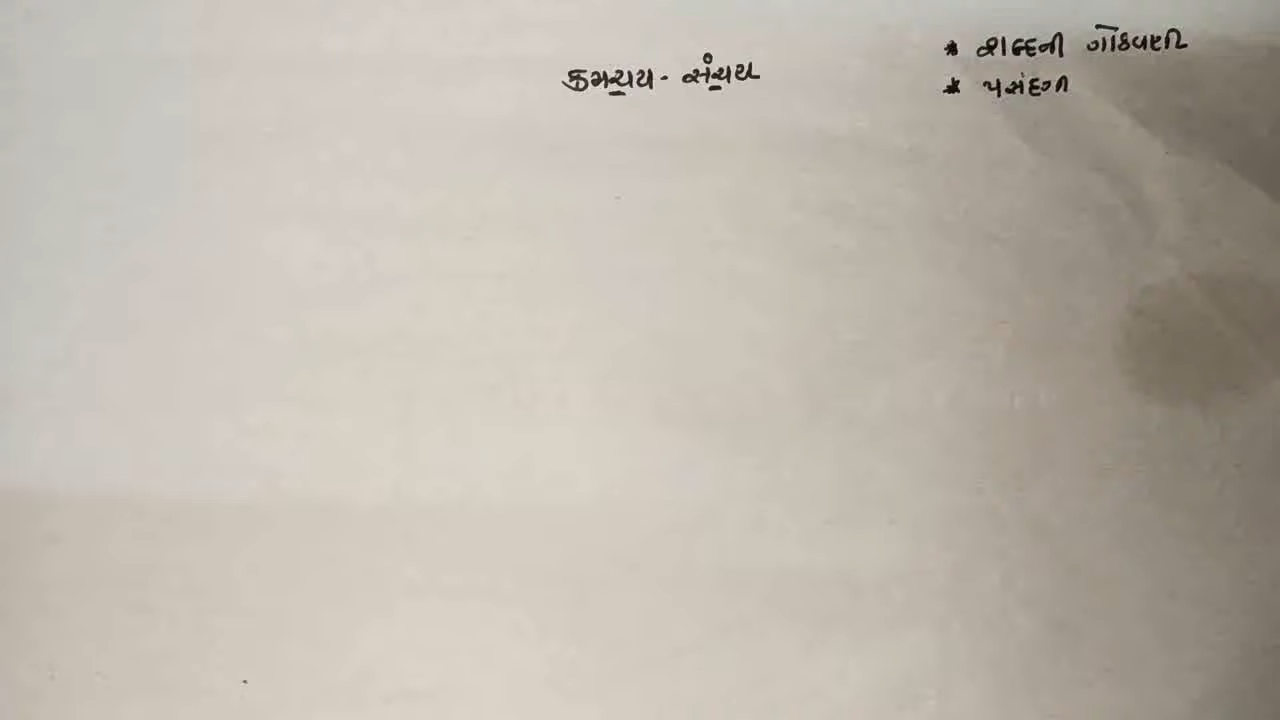 ક્રમચય - સંચય
* શબ્દની ગોઠવણી
* પસંદગી